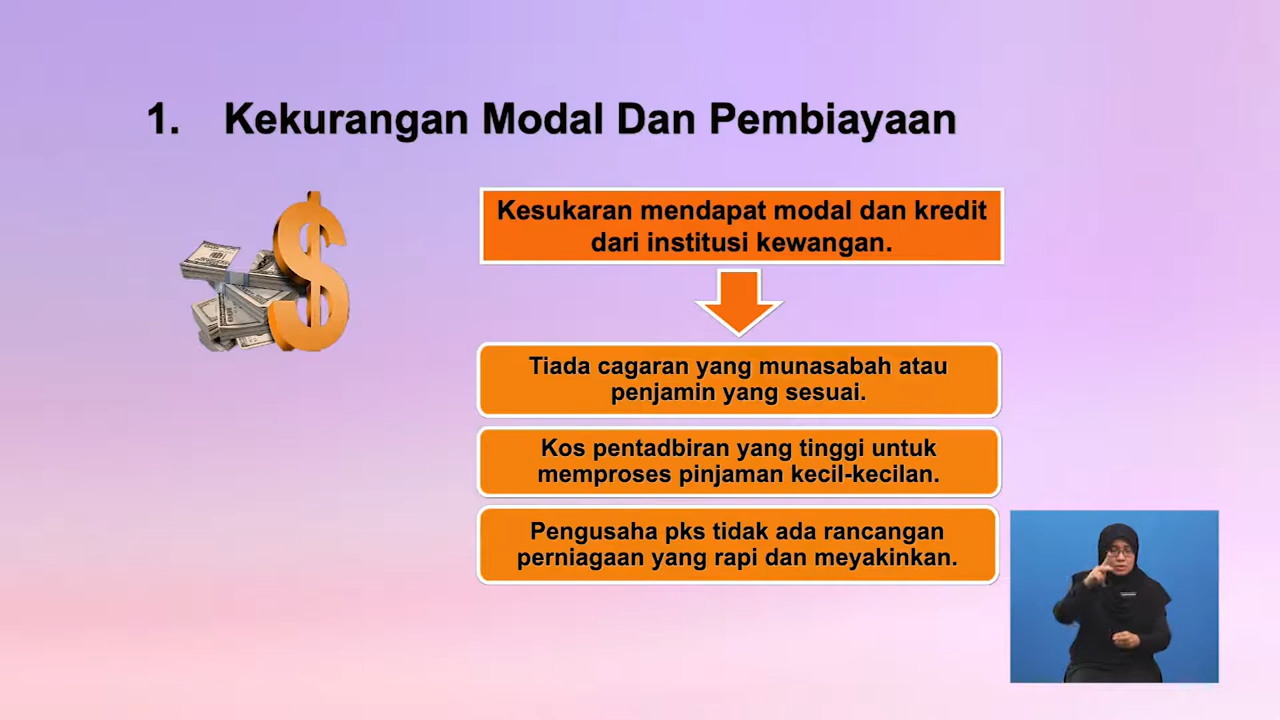 1. Kekurangan Modal Dan Pembiayaan
Kesukaran mendapat modal dan kredit
dari institusi kewangan.
Tiada cagaran yang munasabah atau
penjamin yang sesuai.
Kos pentadbiran yang tinggi untuk
memproses pinjaman kecil-kecilan.
Pengusaha pks tidak ada rancangan
perniagaan yang rapi dan meyakinkan.